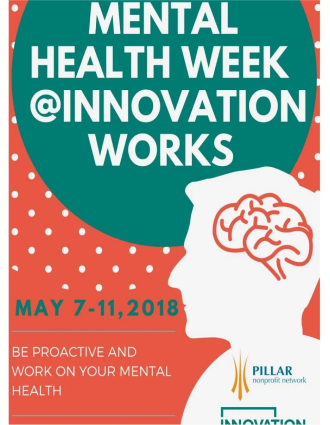 MENTAL
HEALTH WEEK
@INNOVATION
WORKS
MAY 7-11,2018
BE PROACTIVE AND
WORK ON YOUR MENTAL
HEALTH
PILLAR
nonprofit network
INNOVATION